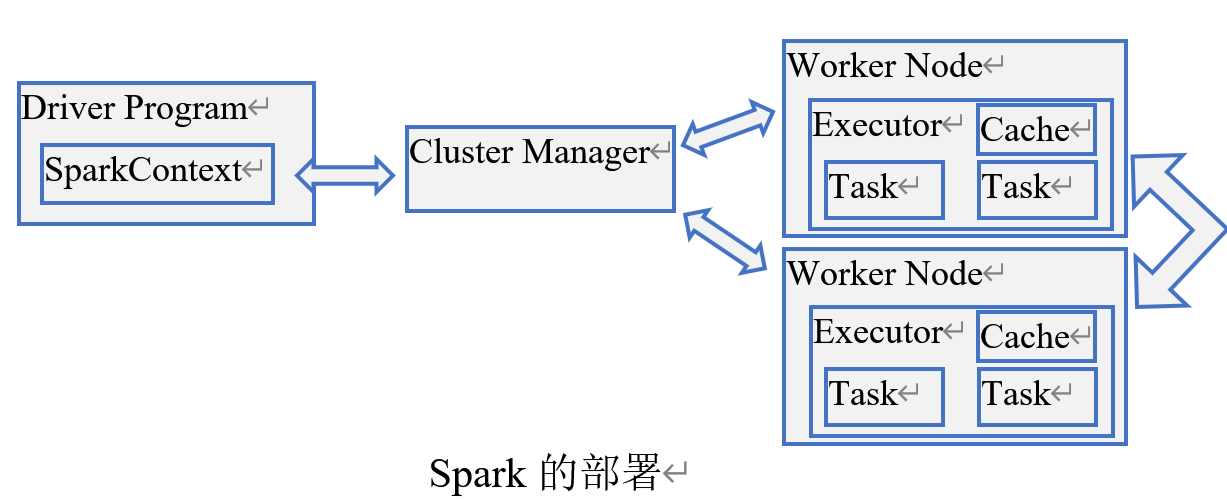 Driver Program
SparkContext
Cluster Manager
Worker Node
Executor
Cache
Task
Task
Worker Node
Executor
Cache
Task
Task
Spark 的部署